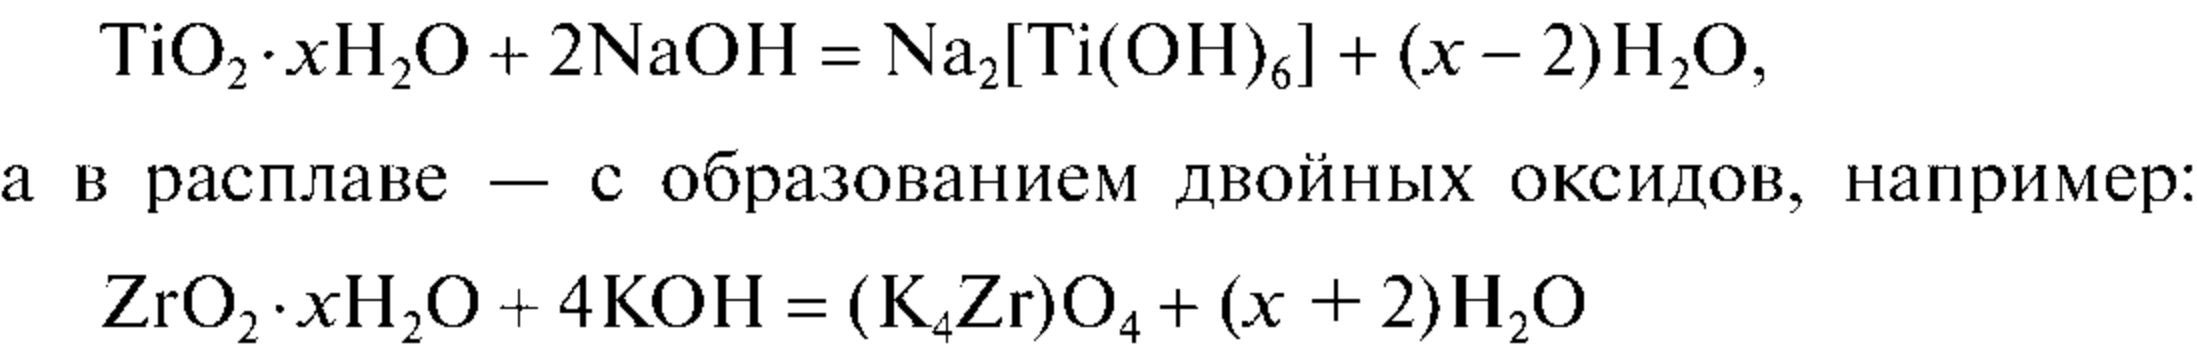 TiO₂·xH₂O + 2NaOH = Na₂[Ti(OH)₆] + (x − 2)H₂O,
а в расплаве — с образованием двойных оксидов, например:
ZrO₂·xH₂O + 4KOH = (K₄Zr)O₄ + (x + 2)H₂O